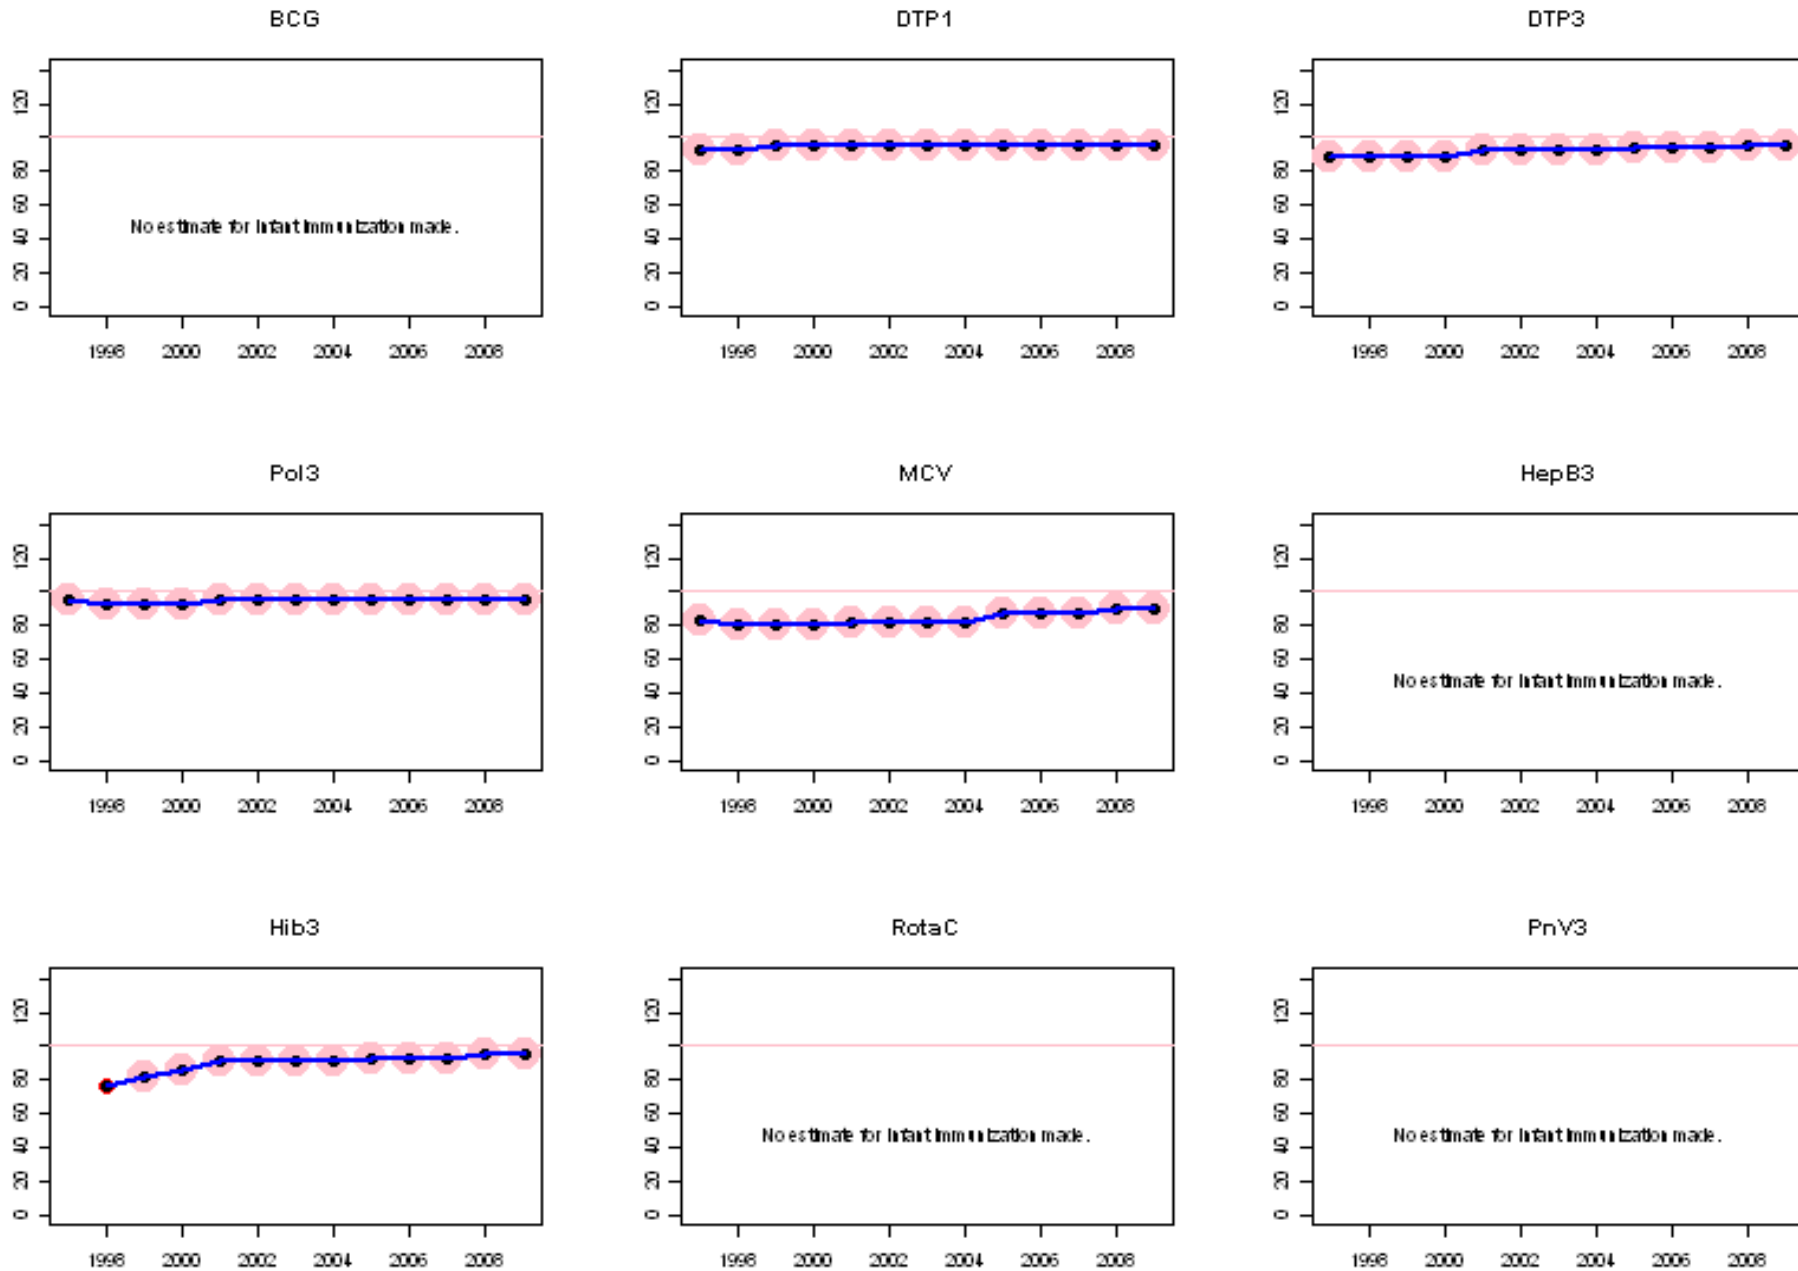 BCG DTP1 DTP3
120 120 120
80 80 80
60 60 60
No estimate for infant immunization made.
40 40 40
20 20 20
0 0 0
1998 2000 2002 2004 2006 2008 1998 2000 2002 2004 2006 2008 1998 2000 2002 2004 2006 2008
Pol3 MCV HepB3
120 120 120
80 80 80
60 60 60
No estimate for infant immunization made.
40 40 40
20 20 20
0 0 0
1998 2000 2002 2004 2006 2008 1998 2000 2002 2004 2006 2008 1998 2000 2002 2004 2006 2008
Hib3 RotaC PnV3
120 120 120
80 80 80
60 60 60
No estimate for infant immunization made. No estimate for infant immunization made.
40 40 40
20 20 20
0 0 0
1998 2000 2002 2004 2006 2008 1998 2000 2002 2004 2006 2008 1998 2000 2002 2004 2006 2008